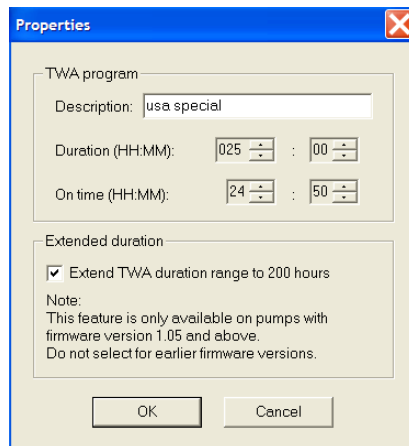 Properties
TWA program
Description: usa special
Duration (HH:MM): 025 : 00
On time (HH:MM): 24 : 50
Extended duration
Extend TWA duration range to 200 hours
Note:
This feature is only available on pumps with
firmware version 1.05 and above.
Do not select for earlier firmware versions.
OK Cancel